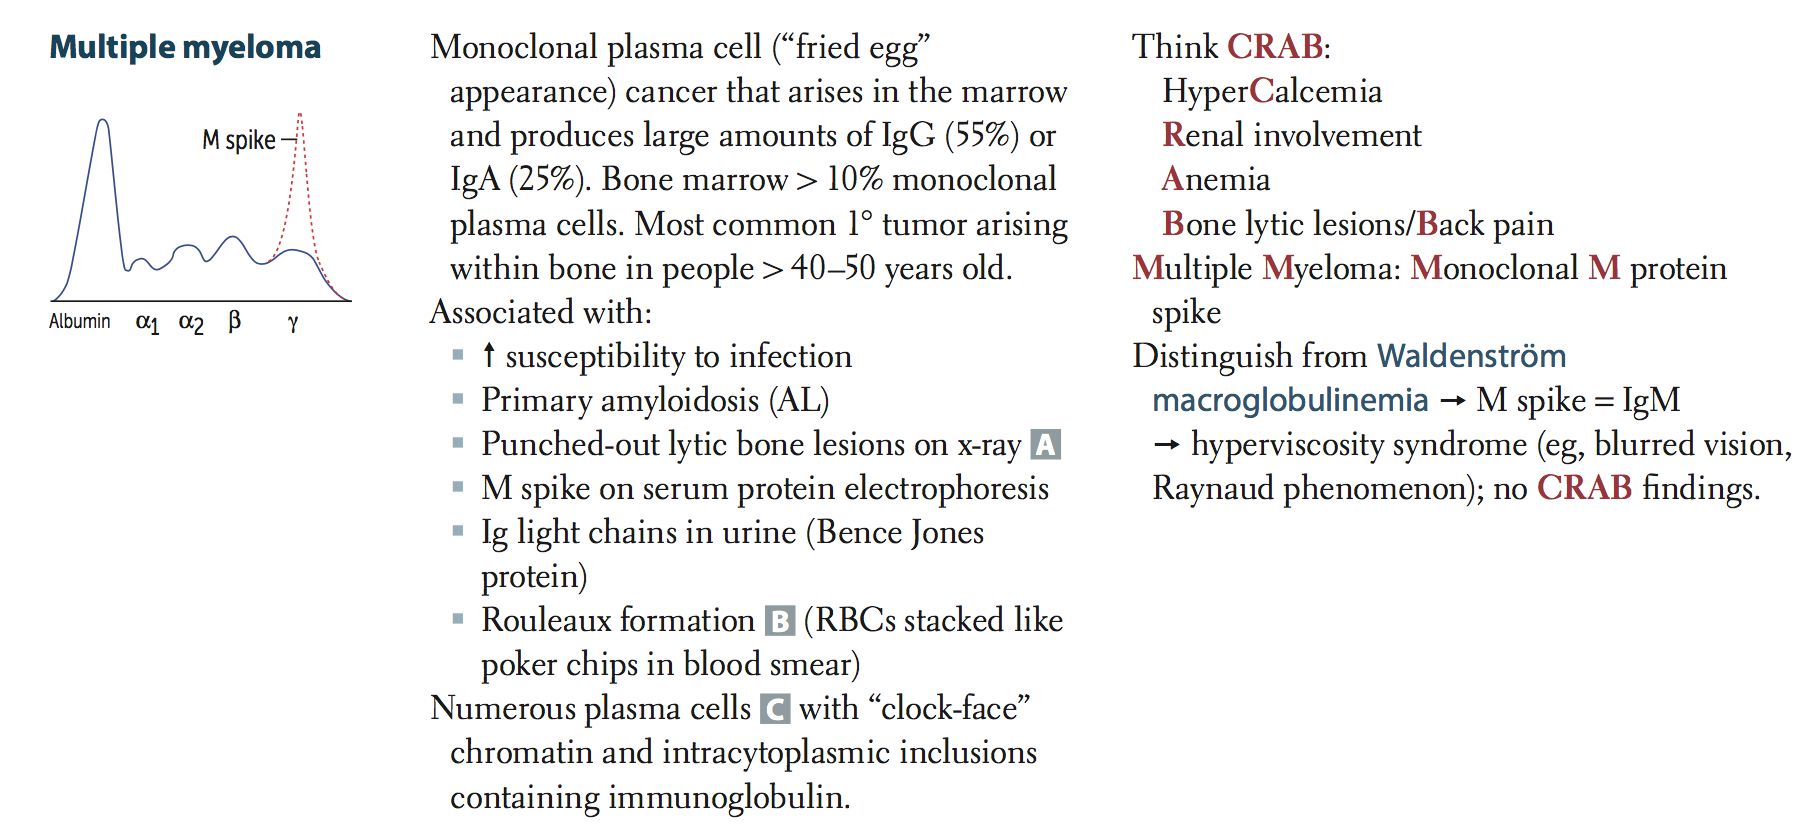 Multiple myeloma
M spike
Albumin α1 α2 β γ
Monoclonal plasma cell (“fried egg”
appearance) cancer that arises in the marrow
and produces large amounts of IgG (55%) or
IgA (25%). Bone marrow > 10% monoclonal
plasma cells. Most common 1° tumor arising
within bone in people > 40–50 years old.
Associated with:
▪ ↑ susceptibility to infection
▪ Primary amyloidosis (AL)
▪ Punched-out lytic bone lesions on x-ray A
▪ M spike on serum protein electrophoresis
▪ Ig light chains in urine (Bence Jones
protein)
▪ Rouleaux formation B (RBCs stacked like
poker chips in blood smear)
Numerous plasma cells C with “clock-face”
chromatin and intracytoplasmic inclusions
containing immunoglobulin.
Think CRAB:
HyperCalcemia
Renal involvement
Anemia
Bone lytic lesions/Back pain
Multiple Myeloma: Monoclonal M protein
spike
Distinguish from Waldenström
macroglobulinemia → M spike = IgM
→ hyperviscosity syndrome (eg, blurred vision,
Raynaud phenomenon); no CRAB findings.